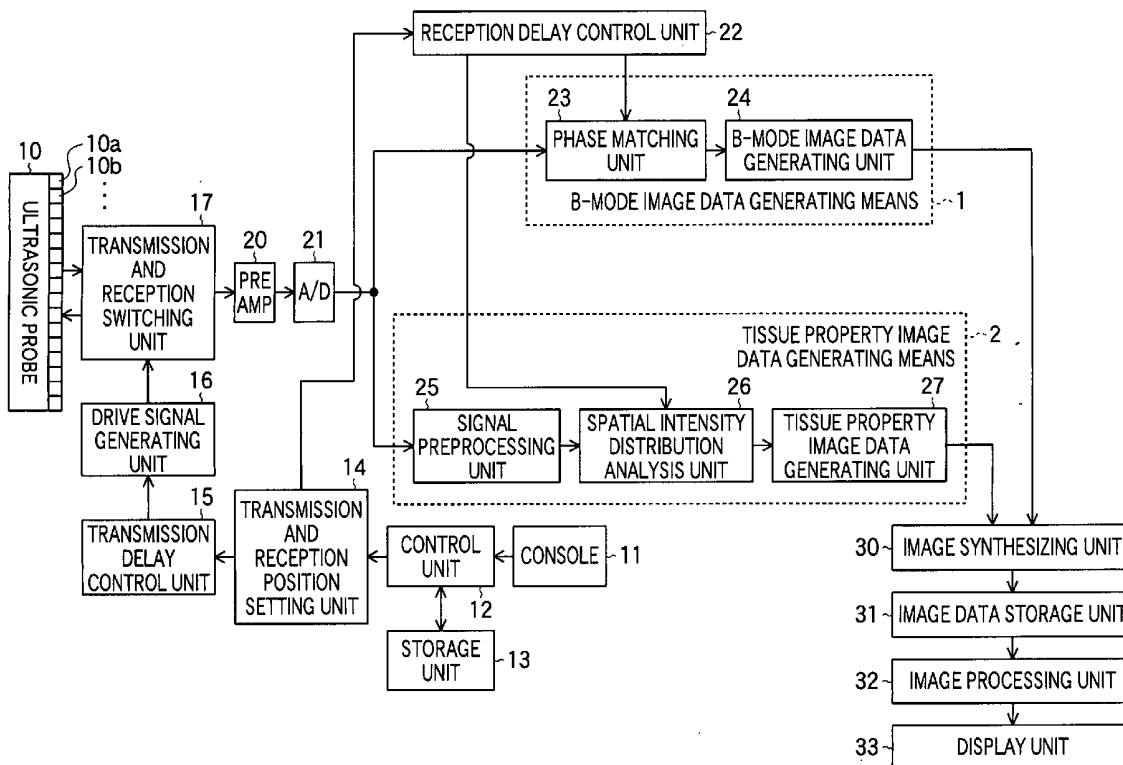 RECEPTION DELAY CONTROL UNIT
22
23
24
PHASE MATCHING
UNIT
B-MODE IMAGE DATA
GENERATING UNIT
B-MODE IMAGE DATA GENERATING MEANS
1
10
10a
10b
ULTRASONIC PROBE
17
TRANSMISSION
AND
RECEPTION
SWITCHING
UNIT
20
PRE
AMP
21
A/D
TISSUE PROPERTY IMAGE
DATA GENERATING MEANS
2
16
DRIVE SIGNAL
GENERATING
UNIT
25
SIGNAL
PREPROCESSING
UNIT
26
SPATIAL INTENSITY
DISTRIBUTION
ANALYSIS UNIT
27
TISSUE PROPERTY
IMAGE DATA
GENERATING UNIT
15
TRANSMISSION
DELAY
CONTROL UNIT
14
TRANSMISSION
AND
RECEPTION
POSITION
SETTING UNIT
CONTROL
UNIT
12
CONSOLE
11
STORAGE
UNIT
13
30
IMAGE SYNTHESIZING UNIT
31
IMAGE DATA STORAGE UNIT
32
IMAGE PROCESSING UNIT
33
DISPLAY UNIT